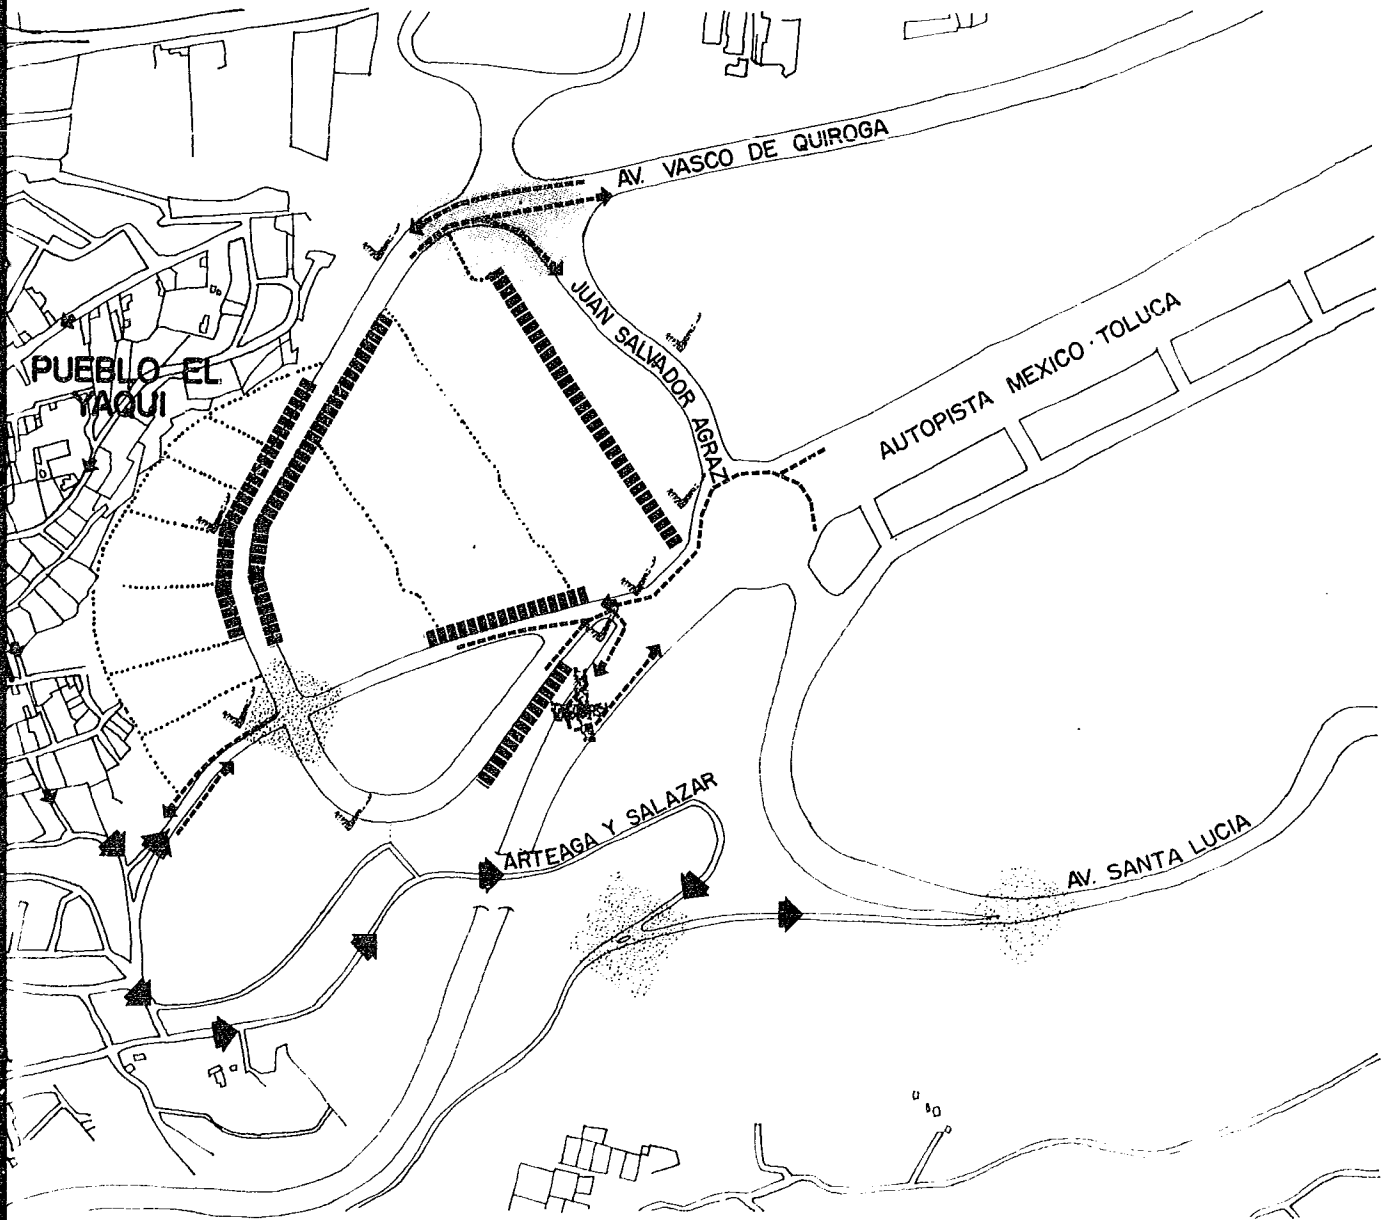 AV. VASCO DE QUIROGA
JUAN SALVADOR AGRAZ
AUTOPISTA MEXICO · TOLUCA
PUEBLO EL
YAQUI
ARTEAGA Y SALAZAR
AV. SANTA LUCIA